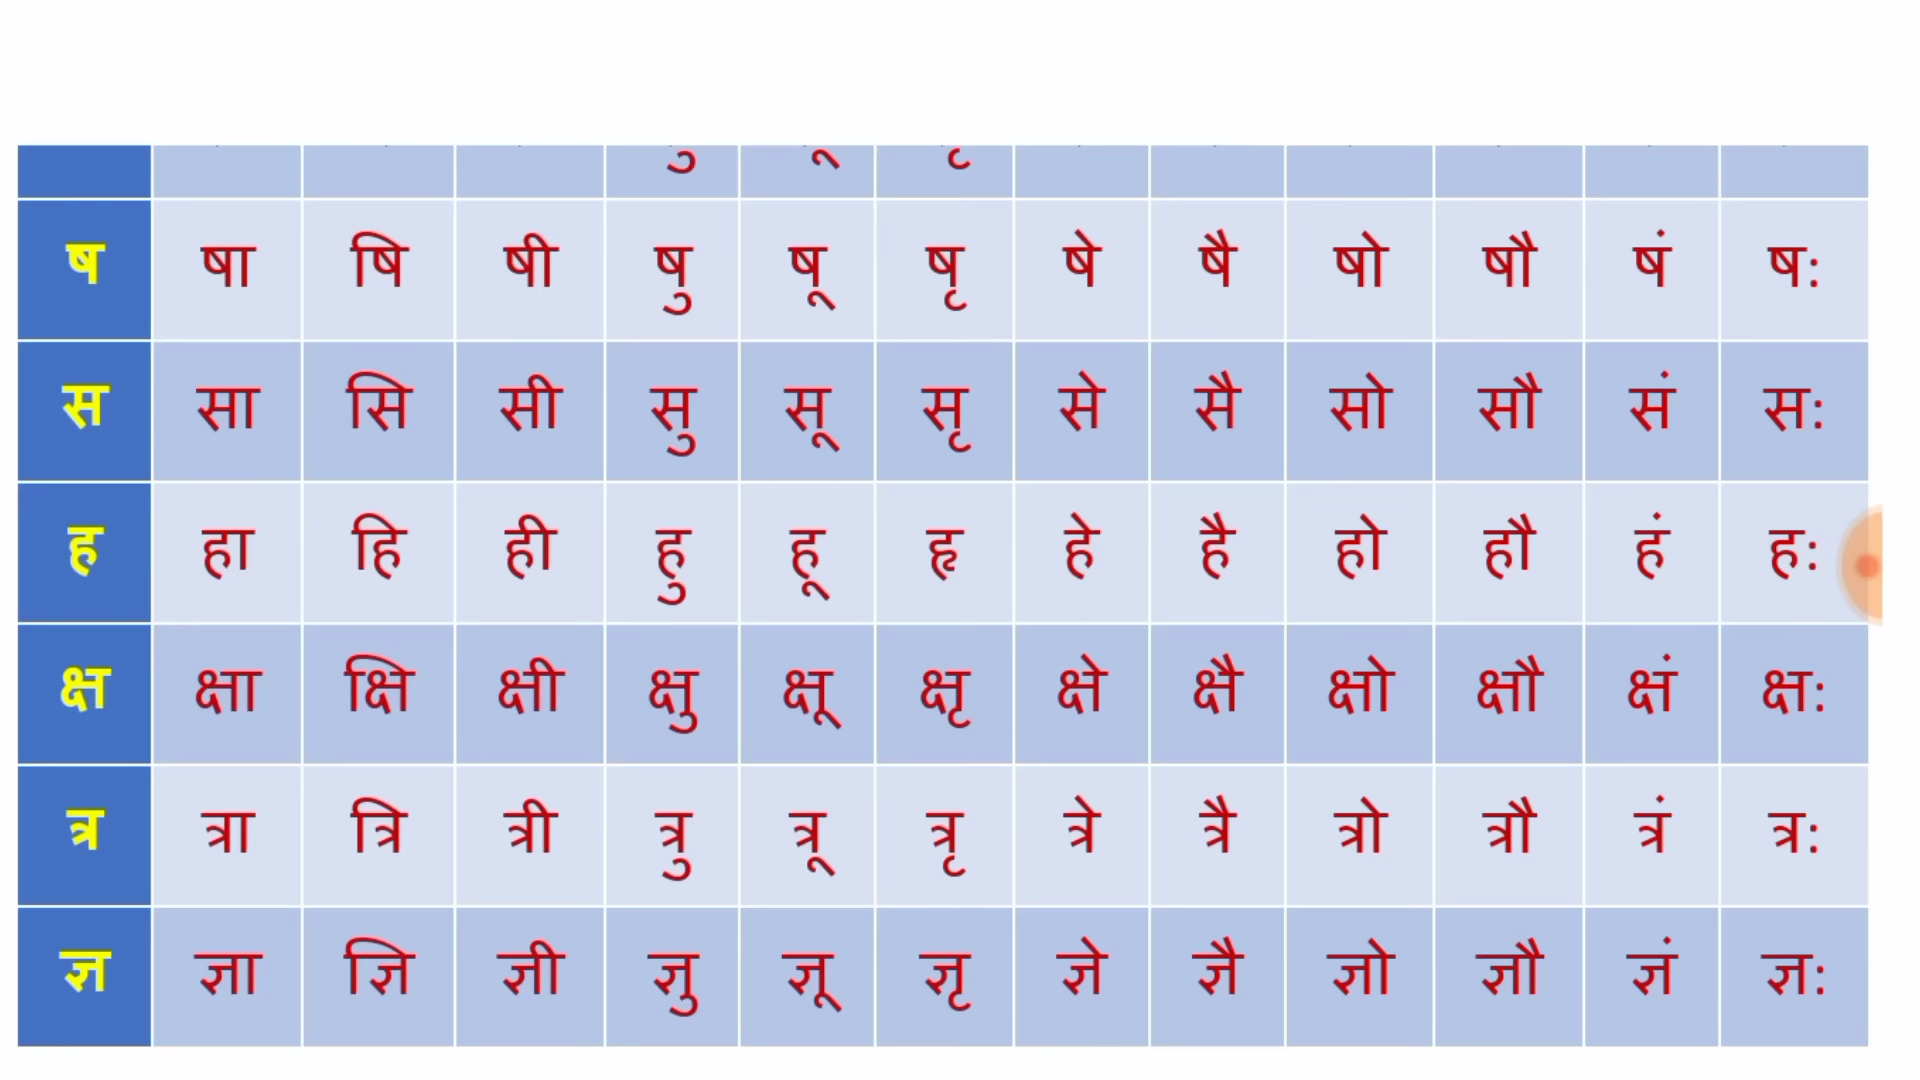 ष षा षि षी षु षू षृ षे षै षो षौ षं षः
स सा सि सी सु सू सृ से सै सो सौ सं सः
ह हा हि ही हु हू हृ हे है हो हौ हं हः
क्ष क्षा क्षि क्षी क्षु क्षू क्षृ क्षे क्षै क्षो क्षौ क्षं क्षः
त्र त्रा त्रि त्री त्रु त्रू त्रृ त्रे त्रै त्रो त्रौ त्रं त्रः
ज्ञ ज्ञा ज्ञि ज्ञी ज्ञु ज्ञू ज्ञृ ज्ञे ज्ञै ज्ञो ज्ञौ ज्ञं ज्ञः